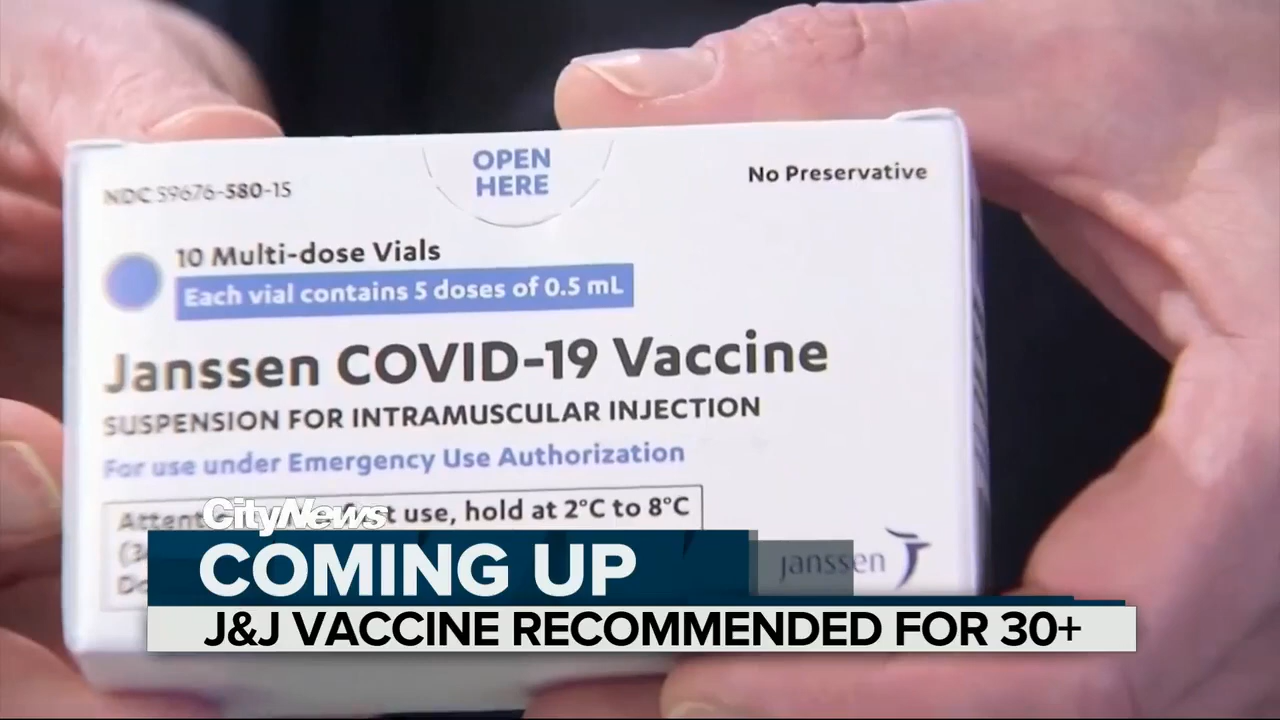 OPEN
HERE
NDC 59676-580-15
No Preservative
10 Multi-dose Vials
Each vial contains 5 doses of 0.5 mL
Janssen COVID-19 Vaccine
SUSPENSION FOR INTRAMUSCULAR INJECTION
For use under Emergency Use Authorization
use, hold at 2°C to 8°C
CityNews
COMING UP
janssen
J&J VACCINE RECOMMENDED FOR 30+